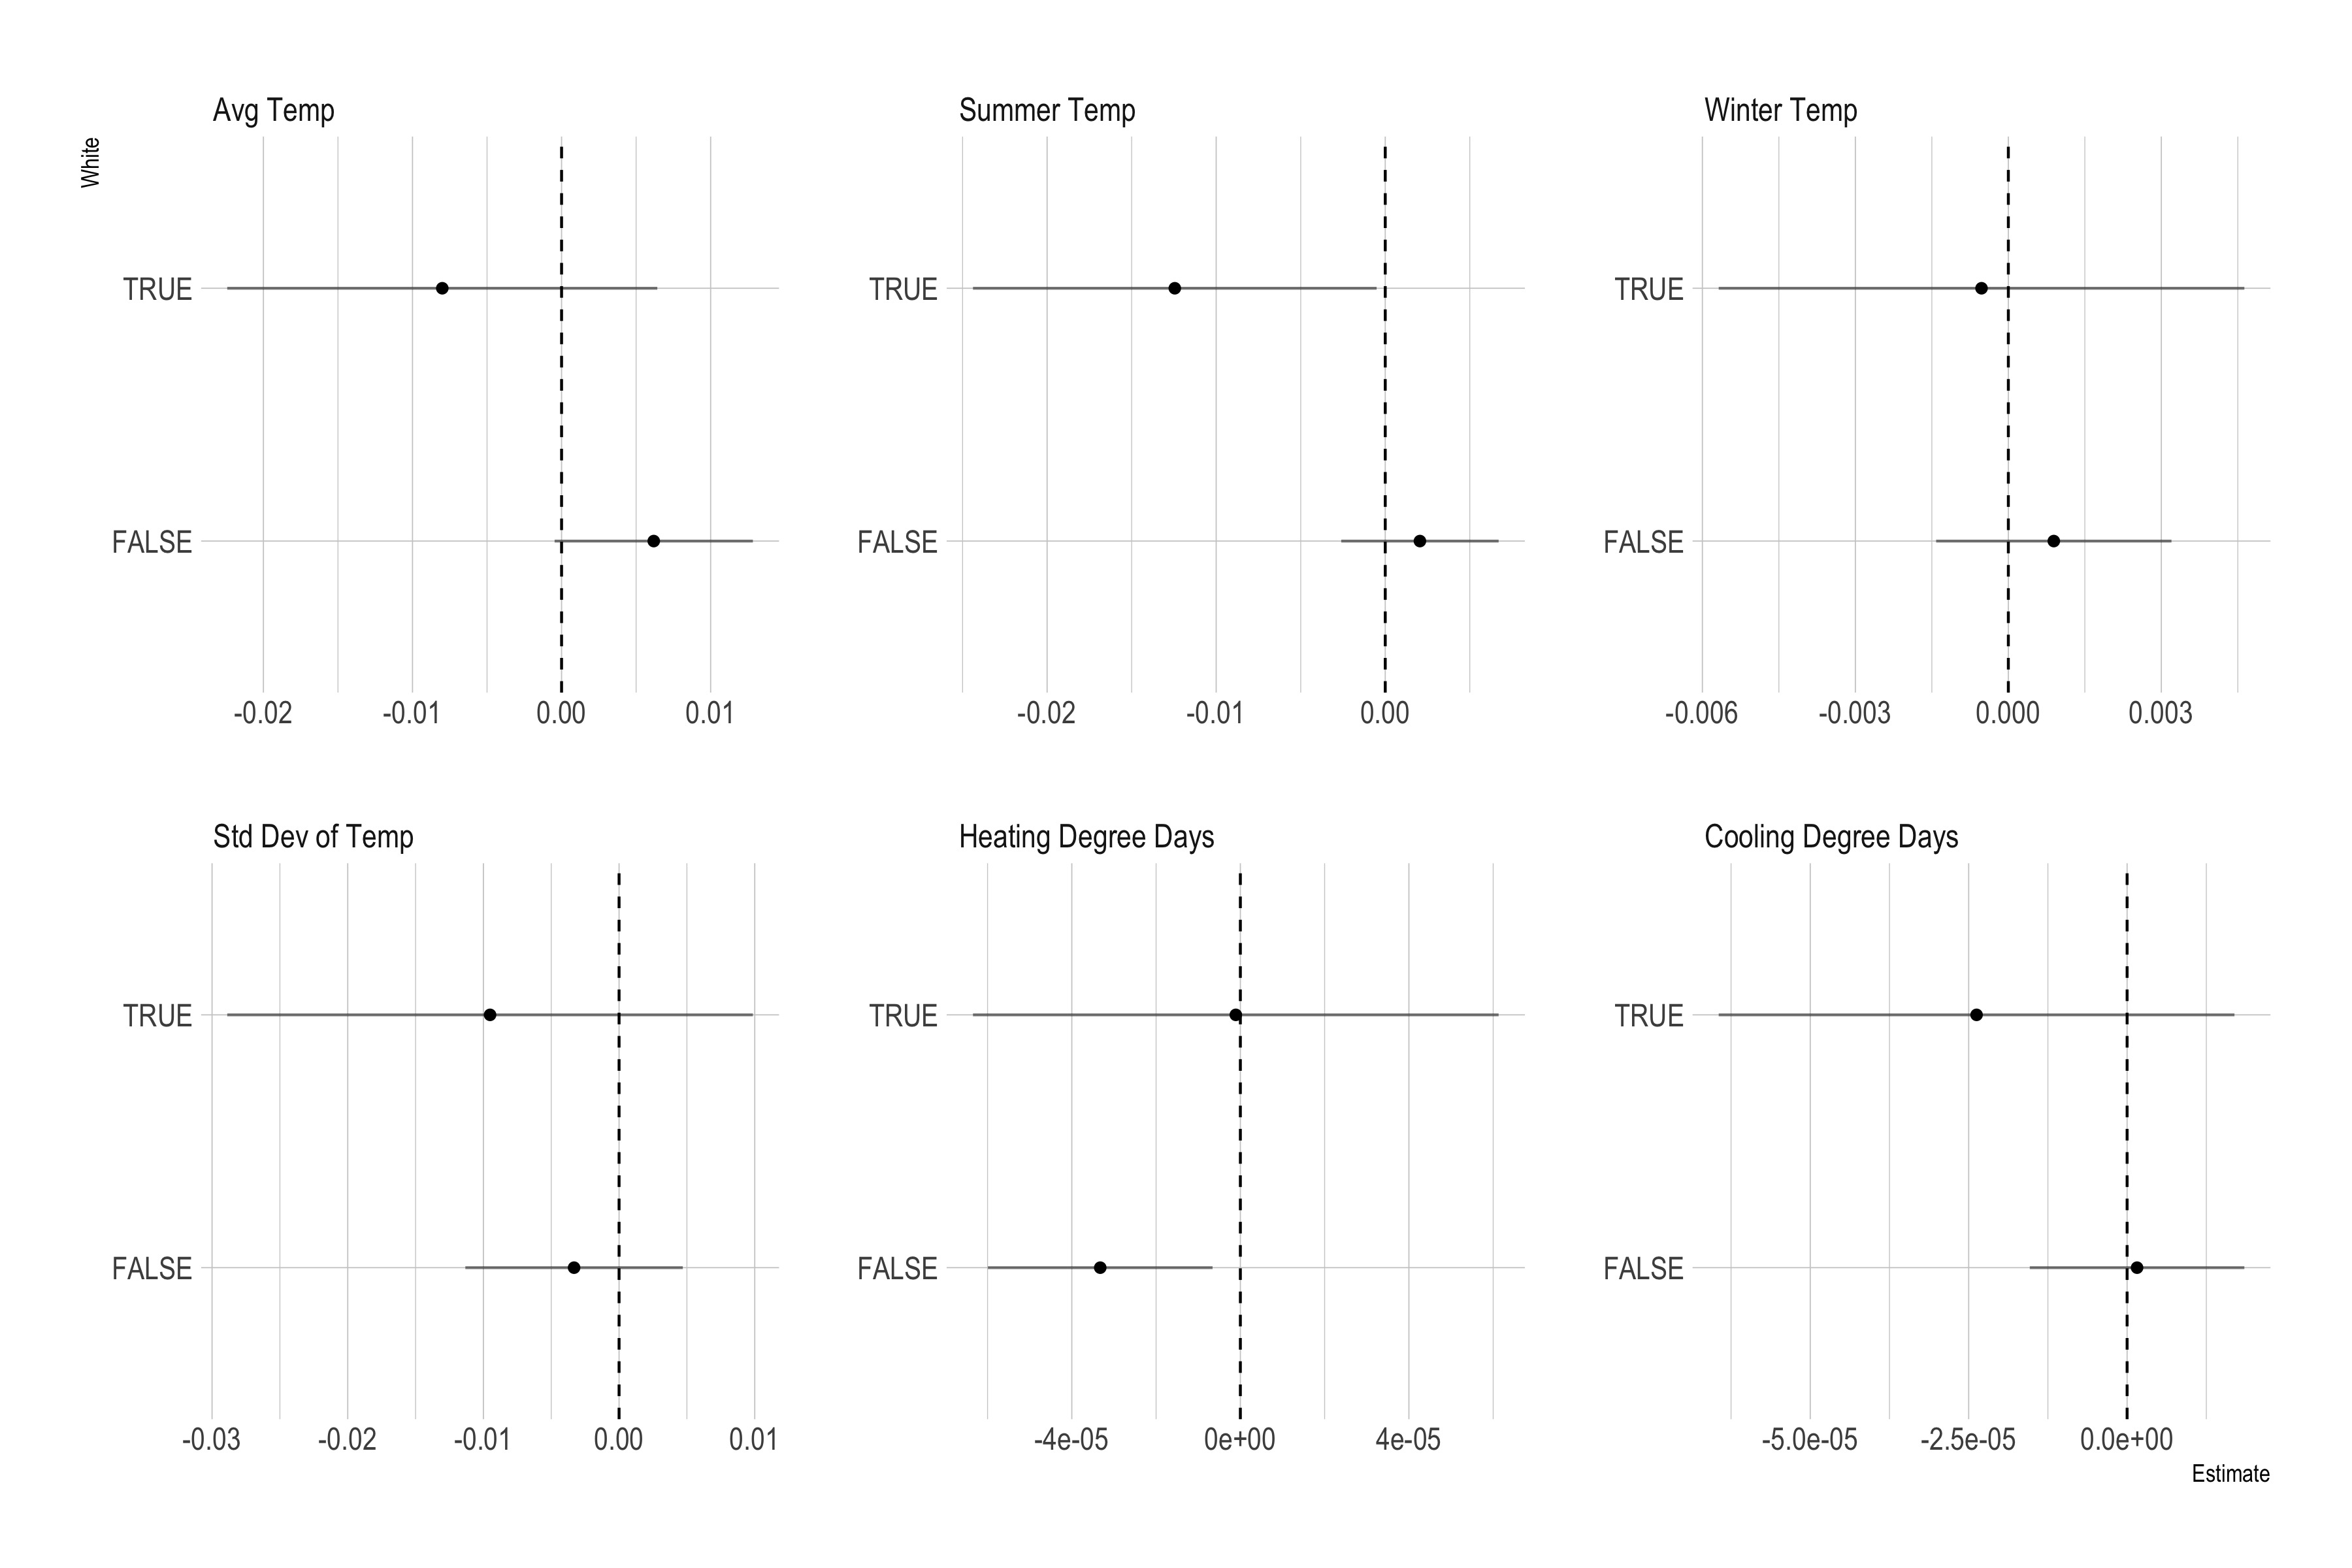 Avg Temp
Summer Temp
Winter Temp
White
TRUE
TRUE
TRUE
FALSE
FALSE
FALSE
-0.02 -0.01 0.00 0.01
-0.02 -0.01 0.00
-0.006 -0.003 0.000 0.003
Std Dev of Temp
Heating Degree Days
Cooling Degree Days
TRUE
TRUE
TRUE
FALSE
FALSE
FALSE
-0.03 -0.02 -0.01 0.00 0.01
-4e-05 0e+00 4e-05
-5.0e-05 -2.5e-05 0.0e+00
Estimate